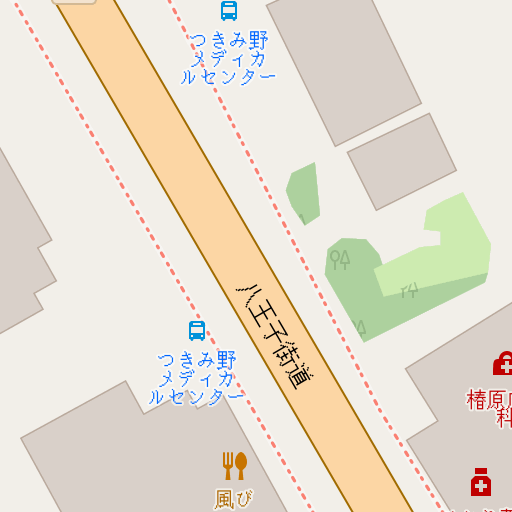 つきみ野
メディカ
ルセンター
八王子街道
つきみ野
メディカ
ルセンター
椿原
科
風び